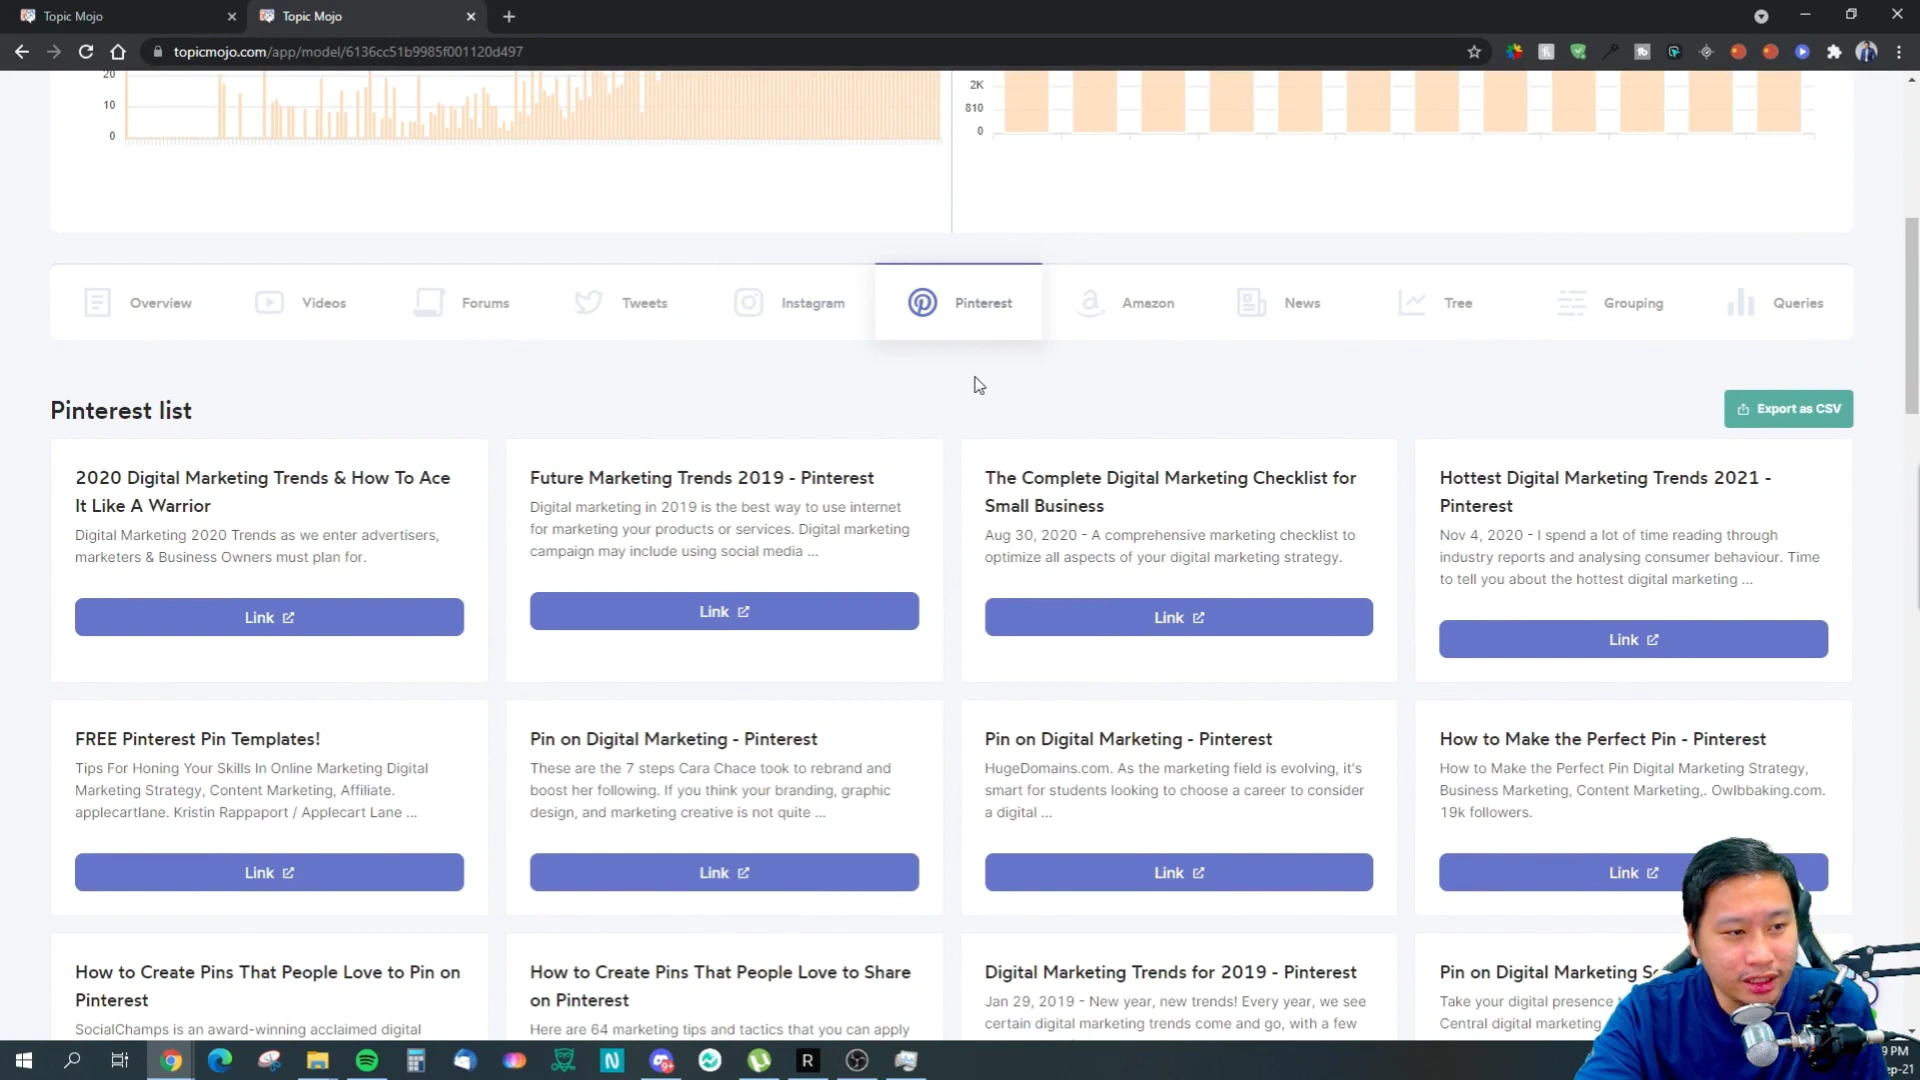 Topic Mojo
Topic Mojo
topicmojo.com/app/model/6136cc51b9985f001120d497
20
10
0
2K
810
0
Overview
Videos
Forums
Tweets
Instagram
Pinterest
Amazon
News
Tree
Grouping
Queries
Pinterest list
Export as CSV
2020 Digital Marketing Trends & How To Ace
It Like A Warrior
Digital Marketing 2020 Trends as we enter advertisers,
marketers & Business Owners must plan for.
Link
Future Marketing Trends 2019 - Pinterest
Digital marketing in 2019 is the best way to use internet
for marketing your products or services. Digital marketing
campaign may include using social media ...
Link
The Complete Digital Marketing Checklist for
Small Business
Aug 30, 2020 - A comprehensive marketing checklist to
optimize all aspects of your digital marketing strategy.
Link
Hottest Digital Marketing Trends 2021 -
Pinterest
Nov 4, 2020 - I spend a lot of time reading through
industry reports and analysing consumer behaviour. Time
to tell you about the hottest digital marketing ...
Link
FREE Pinterest Pin Templates!
Tips For Honing Your Skills In Online Marketing Digital
Marketing Strategy, Content Marketing, Affiliate.
applecartlane. Kristin Rappaport / Applecart Lane ...
Link
Pin on Digital Marketing - Pinterest
These are the 7 steps Cara Chace took to rebrand and
boost her following. If you think your branding, graphic
design, and marketing creative is not quite ...
Link
Pin on Digital Marketing - Pinterest
HugeDomains.com. As the marketing field is evolving, it's
smart for students looking to choose a career to consider
a digital ...
Link
How to Make the Perfect Pin - Pinterest
How to Make the Perfect Pin Digital Marketing Strategy,
Business Marketing, Content Marketing,. Owlbbaking.com.
19k followers.
Link
How to Create Pins That People Love to Pin on
Pinterest
SocialChamps is an award-winning acclaimed digital
How to Create Pins That People Love to Share
on Pinterest
Here are 64 marketing tips and tactics that you can apply
Digital Marketing Trends for 2019 - Pinterest
Jan 29, 2019 - New year, new trends! Every year, we see
certain digital marketing trends come and go, with a few
Pin on Digital Marketing
Take your digital presence
Central digital marketing
9 PM
ep-21